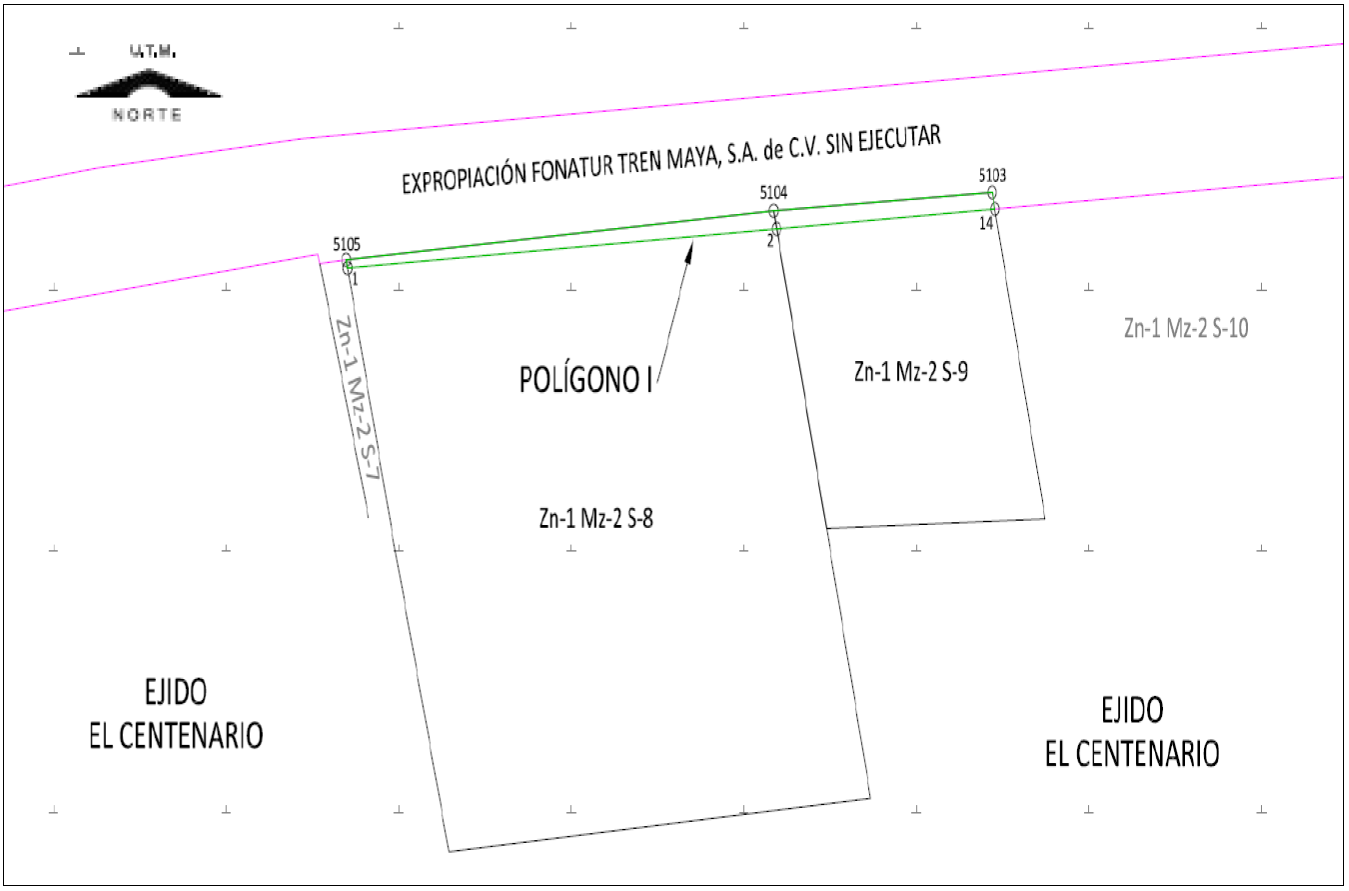 U.T.M.
NORTE
EXPROPIACIÓN FONATUR TREN MAYA, S.A. de C.V. SIN EJECUTAR
5103
5104
14
2
5105
1
Zn-1 Mz-2 S-7
Zn-1 Mz-2 S-10
POLÍGONO I
Zn-1 Mz-2 S-9
Zn-1 Mz-2 S-8
EJIDO
EL CENTENARIO
EJIDO
EL CENTENARIO